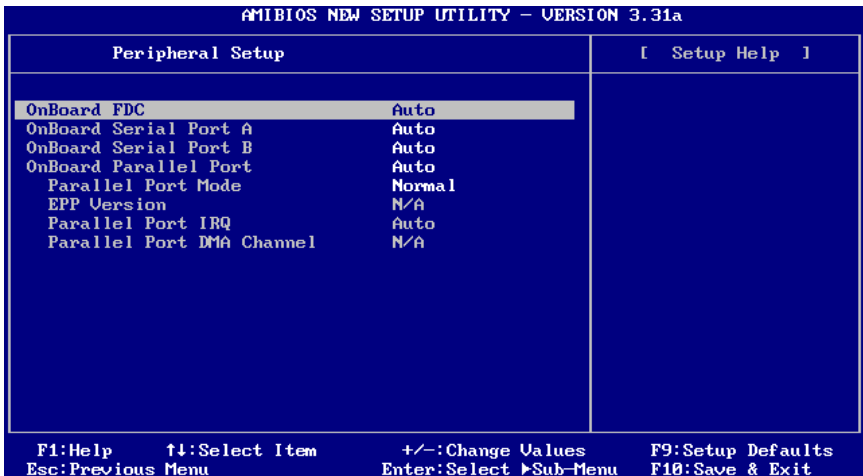 AMIBIOS NEW SETUP UTILITY - VERSION 3.31a
Peripheral Setup
[ Setup Help ]
OnBoard FDC Auto
OnBoard Serial Port A Auto
OnBoard Serial Port B Auto
OnBoard Parallel Port Auto
Parallel Port Mode Normal
EPP Version N/A
Parallel Port IRQ Auto
Parallel Port DMA Channel N/A
F1:Help ↑↓:Select Item +/-:Change Values F9:Setup Defaults
Esc:Previous Menu Enter:Select ►Sub-Menu F10:Save & Exit